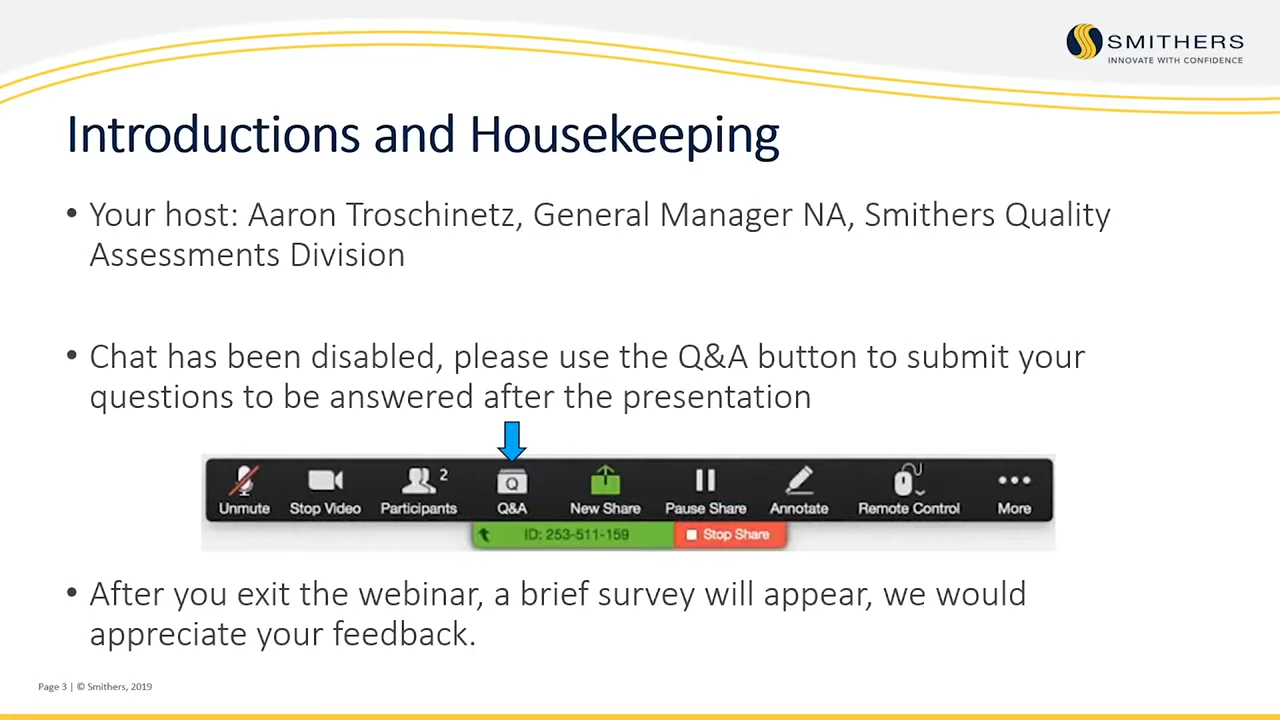 SMITHERS
INNOVATE WITH CONFIDENCE
Introductions and Housekeeping
• Your host: Aaron Troschinetz, General Manager NA, Smithers Quality
Assessments Division
• Chat has been disabled, please use the Q&A button to submit your
questions to be answered after the presentation
2
Q
Unmute Stop Video Participants Q&A New Share Pause Share Annotate Remote Control More
ID: 253-511-159 Stop Share
• After you exit the webinar, a brief survey will appear, we would
appreciate your feedback.
Page 3 | © Smithers, 2019